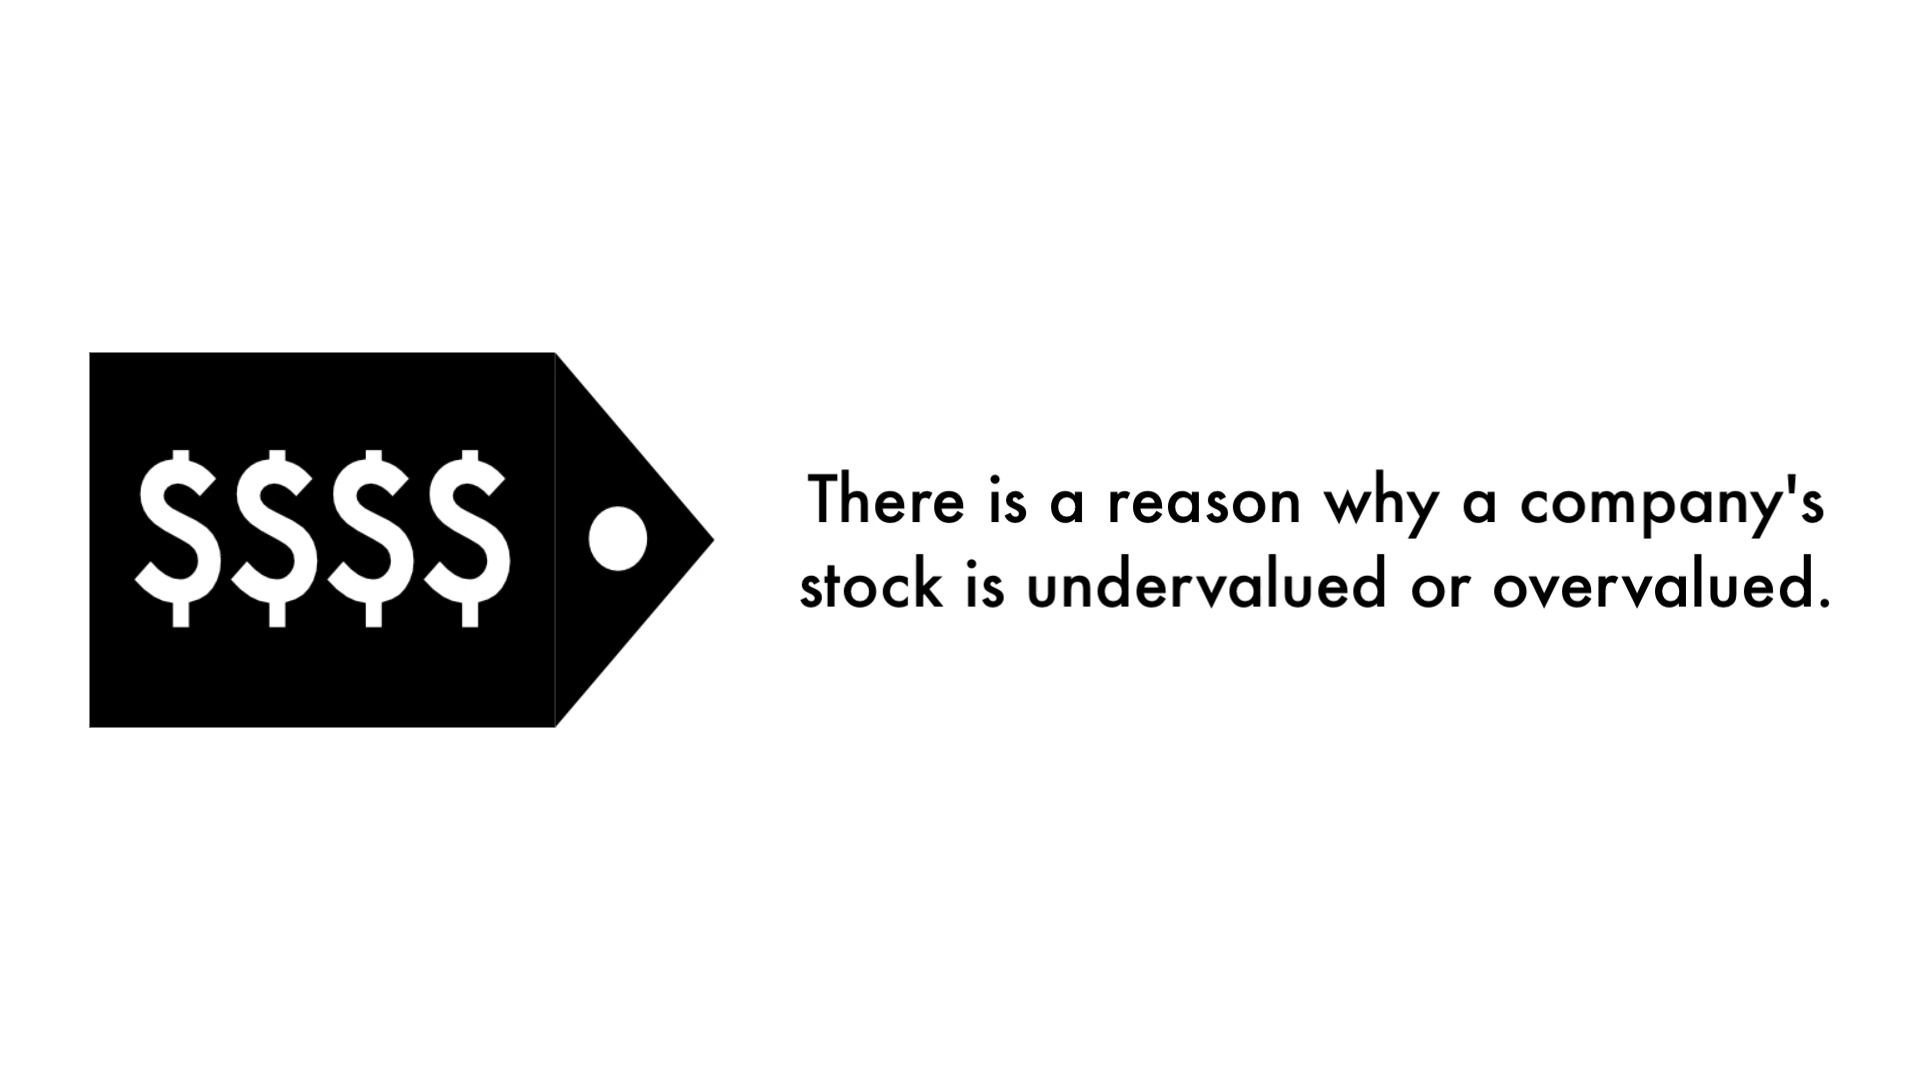 $$$$
There is a reason why a company's
stock is undervalued or overvalued.